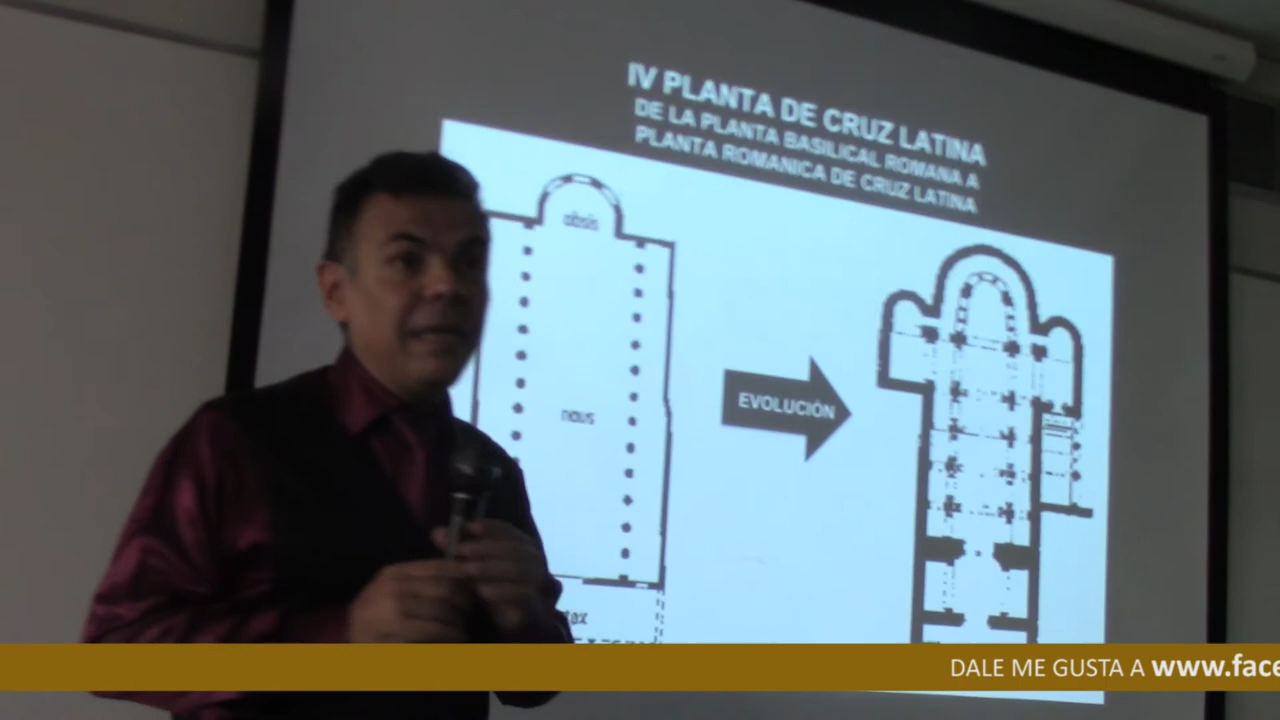 IV PLANTA DE CRUZ LATINA
DE LA PLANTA BASILICAL ROMANA A
PLANTA ROMANICA DE CRUZ LATINA
absis
naus
EVOLUCIÓN
DALE ME GUSTA A www.face